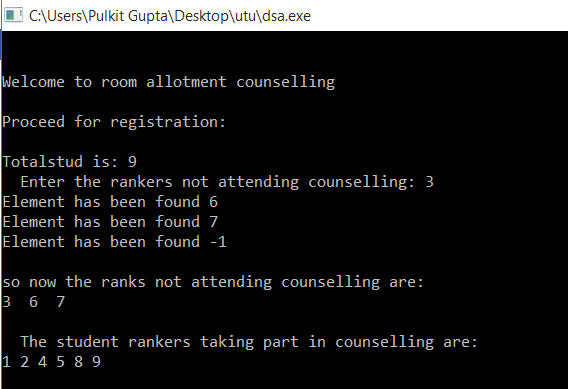 C:\Users\Pulkit Gupta\Desktop\utu\dsa.exe
Welcome to room allotment counselling
Proceed for registration:
Totalstud is: 9
Enter the rankers not attending counselling: 3
Element has been found 6
Element has been found 7
Element has been found -1
so now the ranks not attending counselling are:
3  6  7
The student rankers taking part in counselling are:
1 2 4 5 8 9